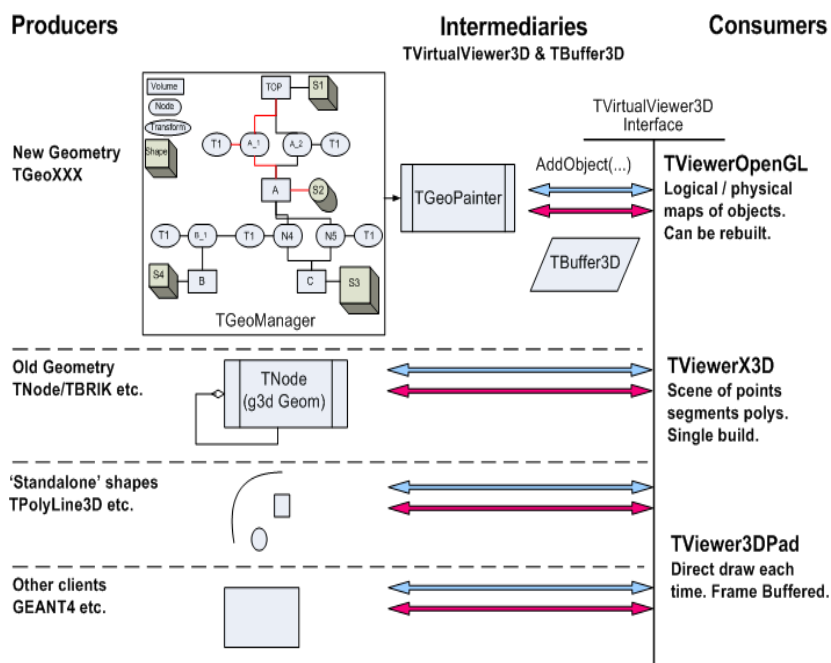 Producers
Intermediaries
TVirtualViewer3D & TBuffer3D
Consumers
New Geometry
TGeoXXX
Volume
Node
Transform
Shape
TOP
S1
T1
A_1
A_2
T1
A
S2
T1
B_1
T1
N4
N5
T1
S4
B
C
S3
TGeoManager
TGeoPainter
AddObject(...)
TBuffer3D
TVirtualViewer3D
Interface
TViewerOpenGL
Logical / physical
maps of objects.
Can be rebuilt.
Old Geometry
TNode/TBRIK etc.
TNode
(g3d Geom)
TViewerX3D
Scene of points
segments polys.
Single build.
‘Standalone’ shapes
TPolyLine3D etc.
TViewer3DPad
Direct draw each
time. Frame Buffered.
Other clients
GEANT4 etc.